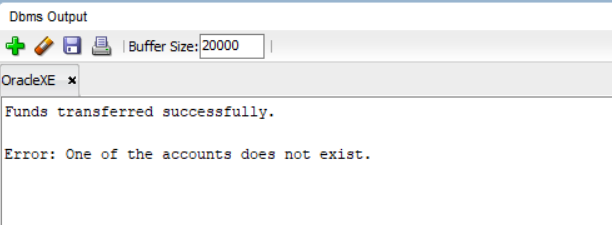 Dbms Output
Buffer Size: 20000
OracleXE
Funds transferred successfully.
Error: One of the accounts does not exist.